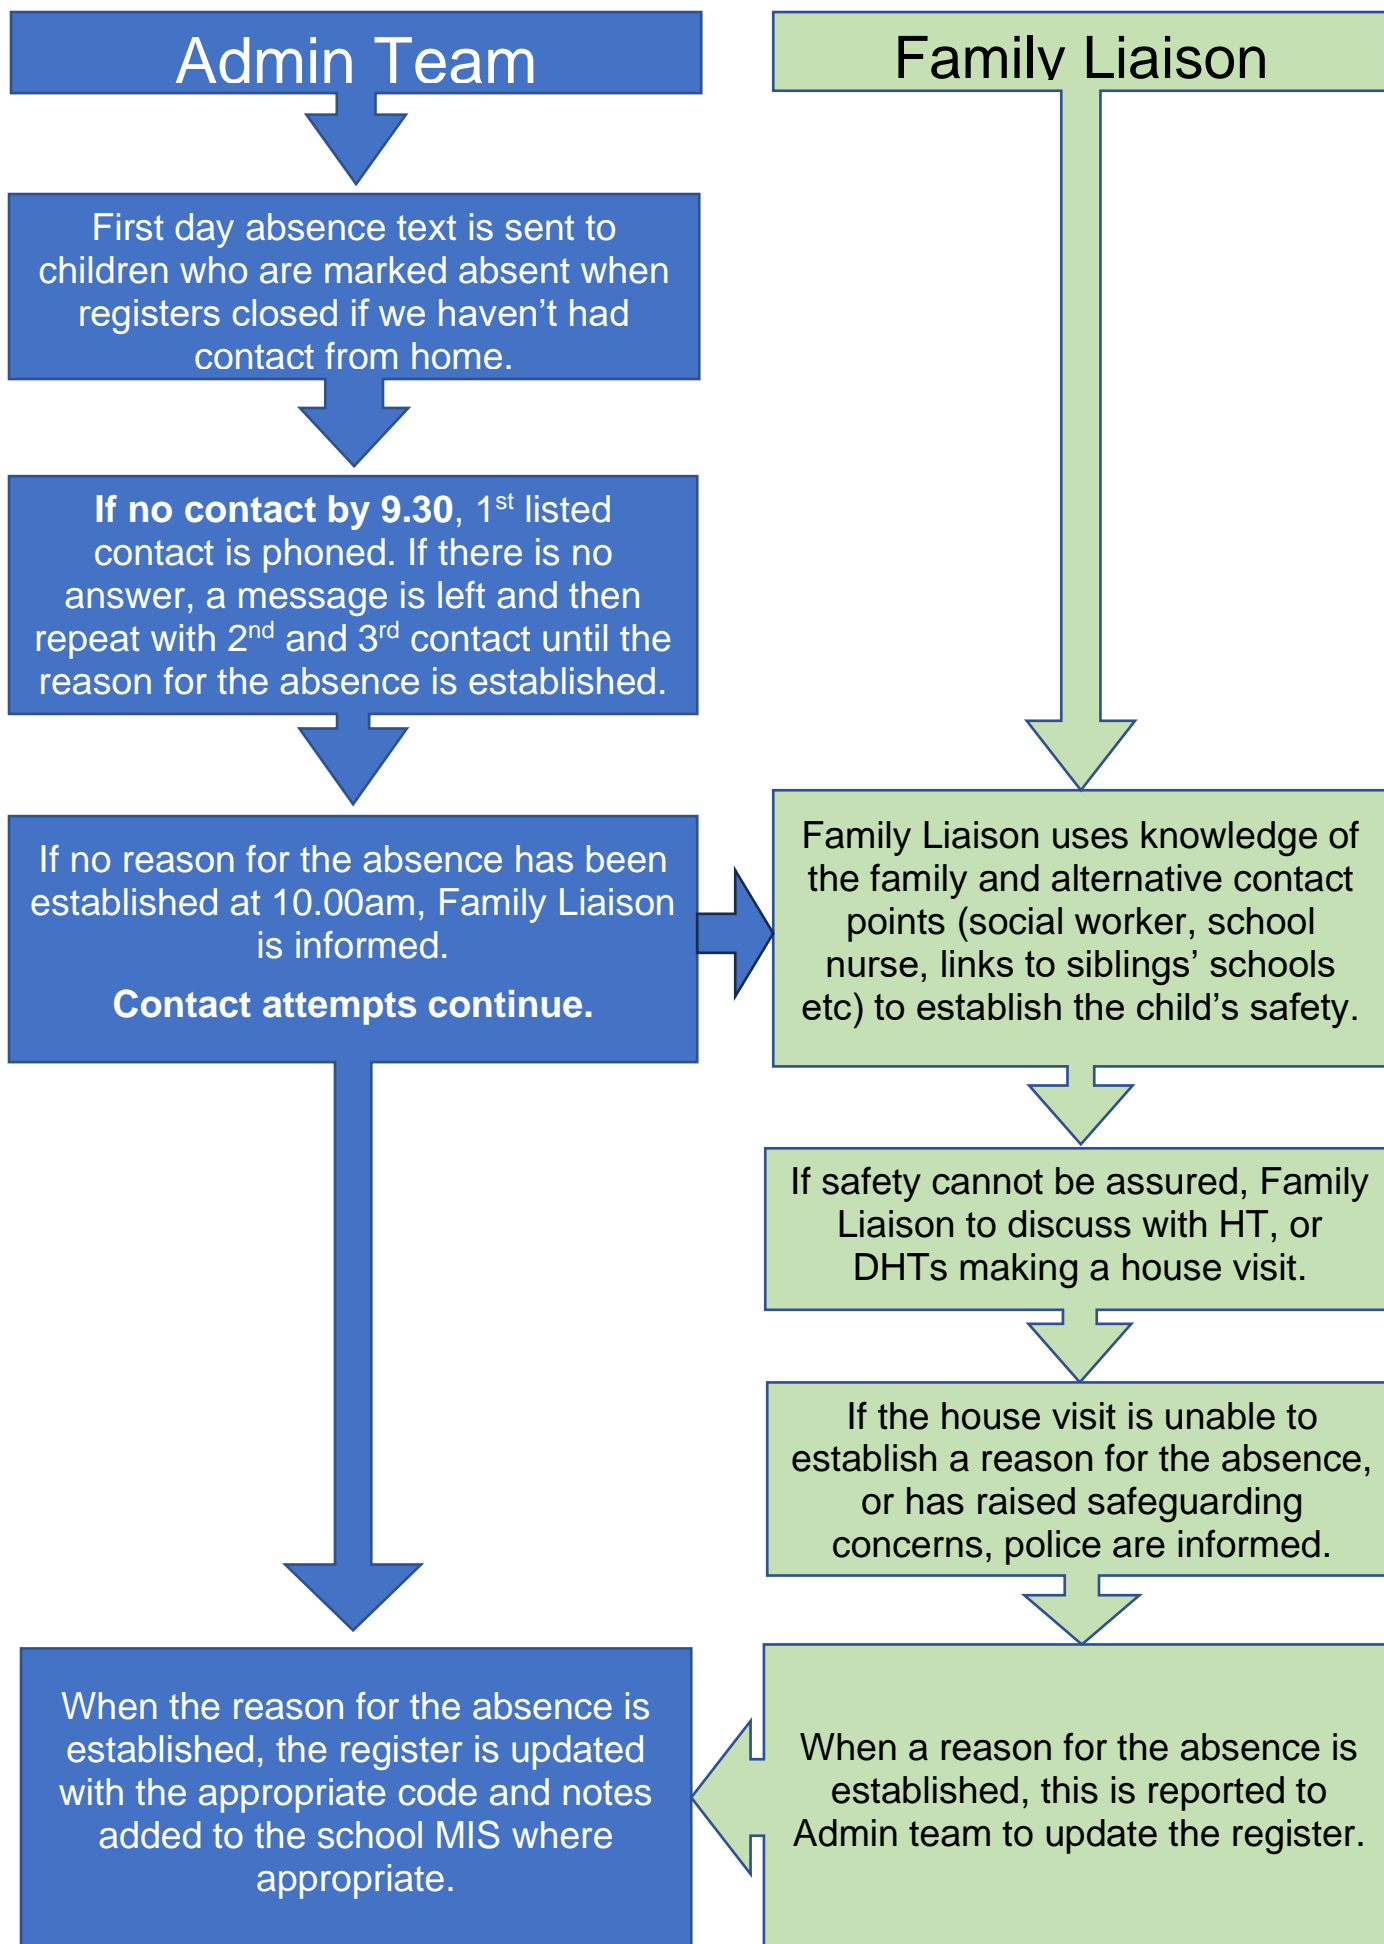 Admin Team
First day absence text is sent to
children who are marked absent when
registers closed if we haven’t had
contact from home.
If no contact by 9.30, 1st listed
contact is phoned. If there is no
answer, a message is left and then
repeat with 2nd and 3rd contact until the
reason for the absence is established.
If no reason for the absence has been
established at 10.00am, Family Liaison
is informed.
Contact attempts continue.
When the reason for the absence is
established, the register is updated
with the appropriate code and notes
added to the school MIS where
appropriate.
Family Liaison
Family Liaison uses knowledge of
the family and alternative contact
points (social worker, school
nurse, links to siblings’ schools
etc) to establish the child’s safety.
If safety cannot be assured, Family
Liaison to discuss with HT, or
DHTs making a house visit.
If the house visit is unable to
establish a reason for the absence,
or has raised safeguarding
concerns, police are informed.
When a reason for the absence is
established, this is reported to
Admin team to update the register.